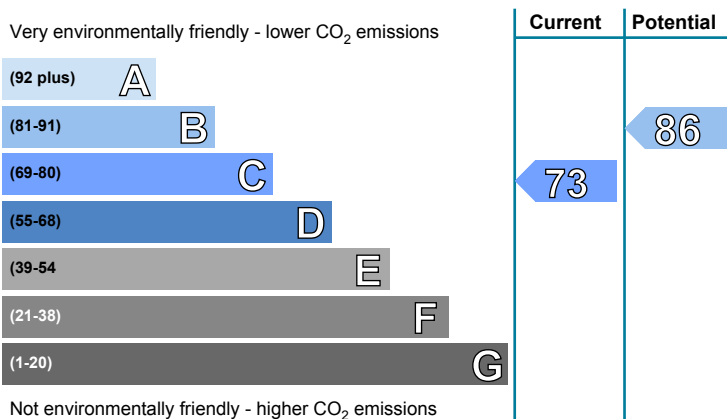 Very environmentally friendly - lower CO2 emissions
Current Potential
(92 plus) A
(81-91) B
86
(69-80) C
73
(55-68) D
(39-54 E
(21-38) F
(1-20) G
Not environmentally friendly - higher CO2 emissions